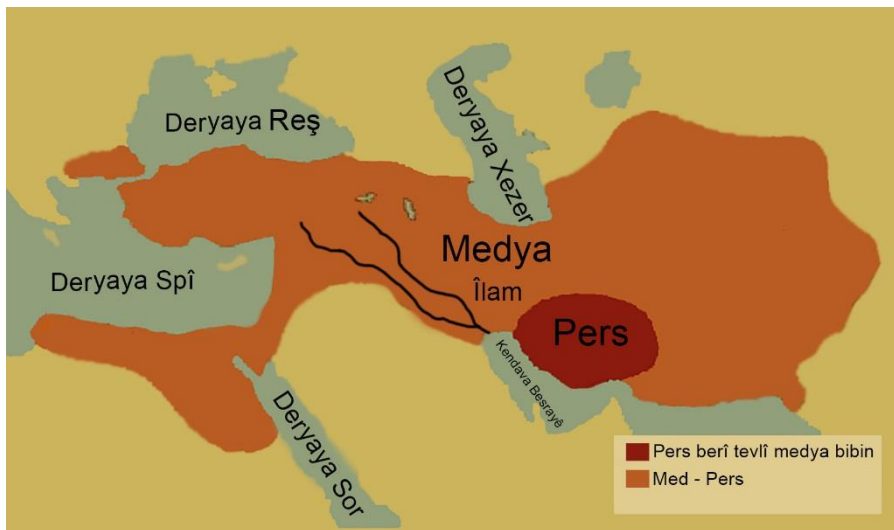 Deryaya Reş
Deryaya Xezer
Medya
Îlam
Deryaya Spî
Pers
Kendava Besrayê
Deryaya Sor
Pers berî tevlî medya bibin
Med - Pers